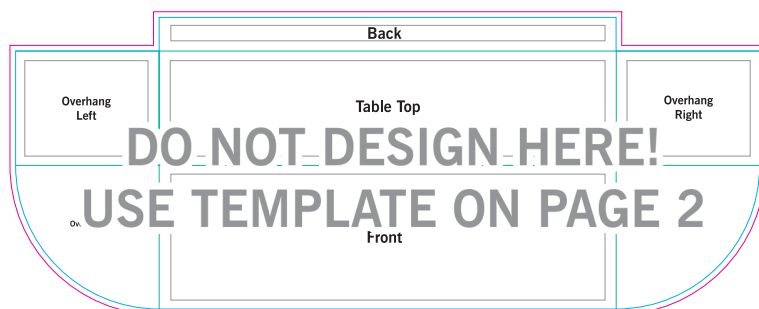 Back
Overhang
Left
Table Top
Overhang
Right
DO NOT DESIGN HERE!
USE TEMPLATE ON PAGE 2
Front